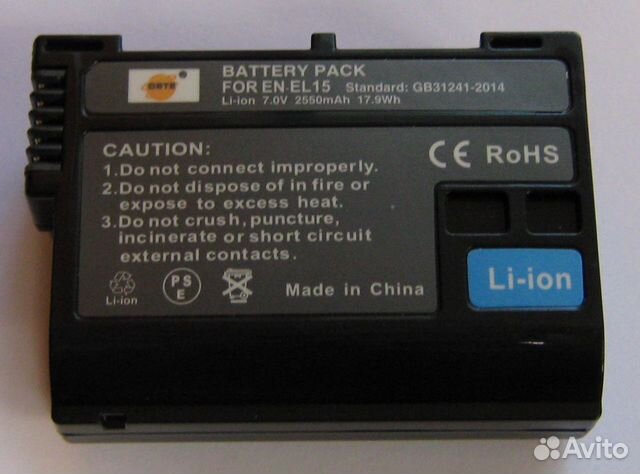 DSTE
BATTERY PACK
FOR EN-EL15 Standard: GB31241-2014
Li-ion 7.0V 2550mAh 17.9Wh
CAUTION:
1.Do not connect improperly.
2.Do not dispose of in fire or
expose to excess heat.
3.Do not crush, puncture,
incinerate or short circuit
external contacts.
CE RoHS
Li-ion
Li-ion
PS
E
Made in China
Avito